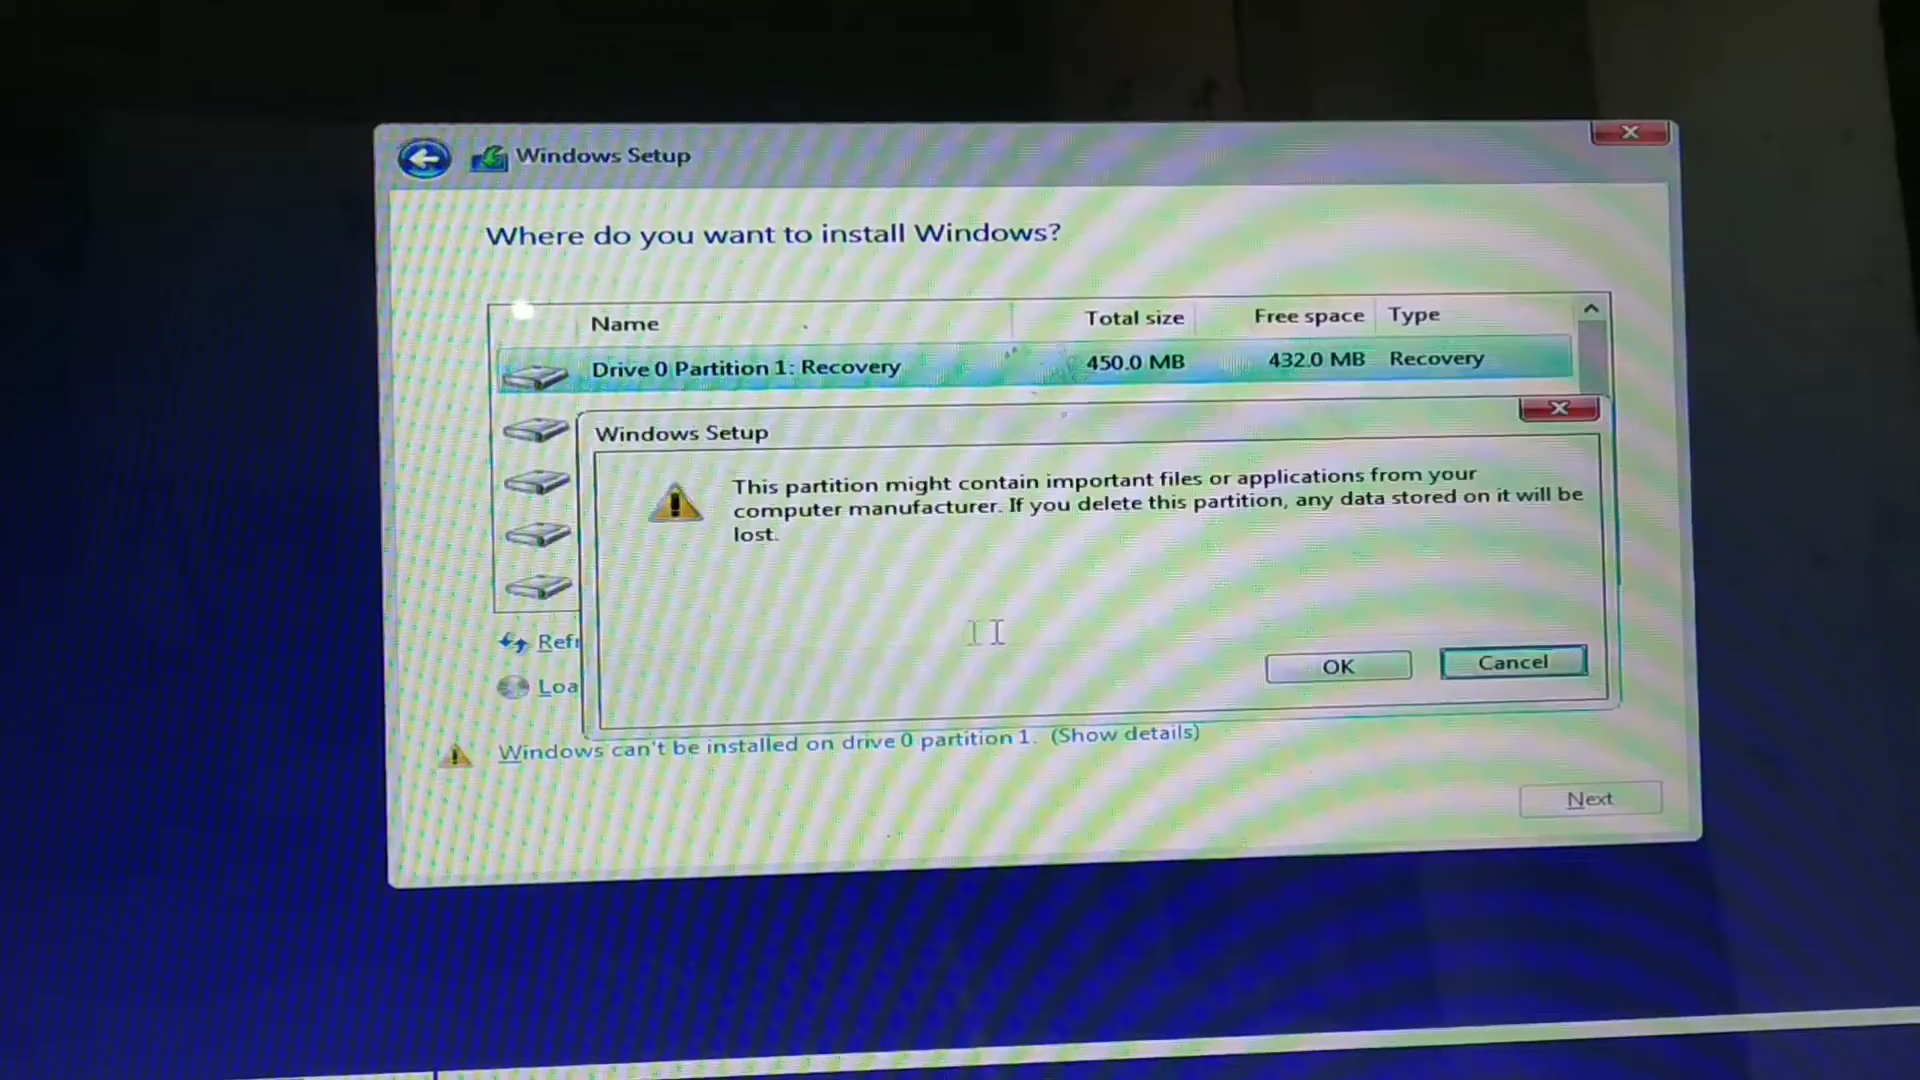 Windows Setup
Where do you want to install Windows?
Name Total size Free space Type
Drive 0 Partition 1: Recovery 450.0 MB 432.0 MB Recovery
Windows Setup
This partition might contain important files or applications from your
computer manufacturer. If you delete this partition, any data stored on it will be
lost.
Refr
Loa
OK Cancel
Windows can't be installed on drive 0 partition 1. (Show details)
Next